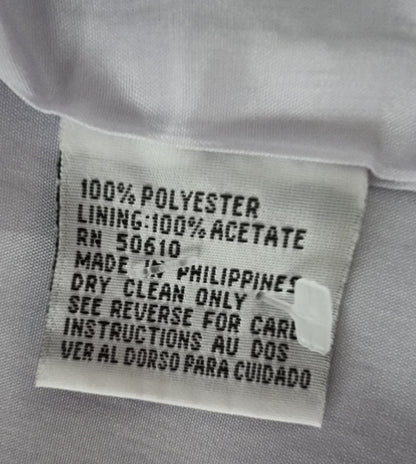 100% POLYESTER
LINING:100% ACETATE
RN 50610
MADE IN PHILIPPINES
DRY CLEAN ONLY
SEE REVERSE FOR CARE
INSTRUCTIONS AU DOS
VER AL DORSO PARA CUIDADO